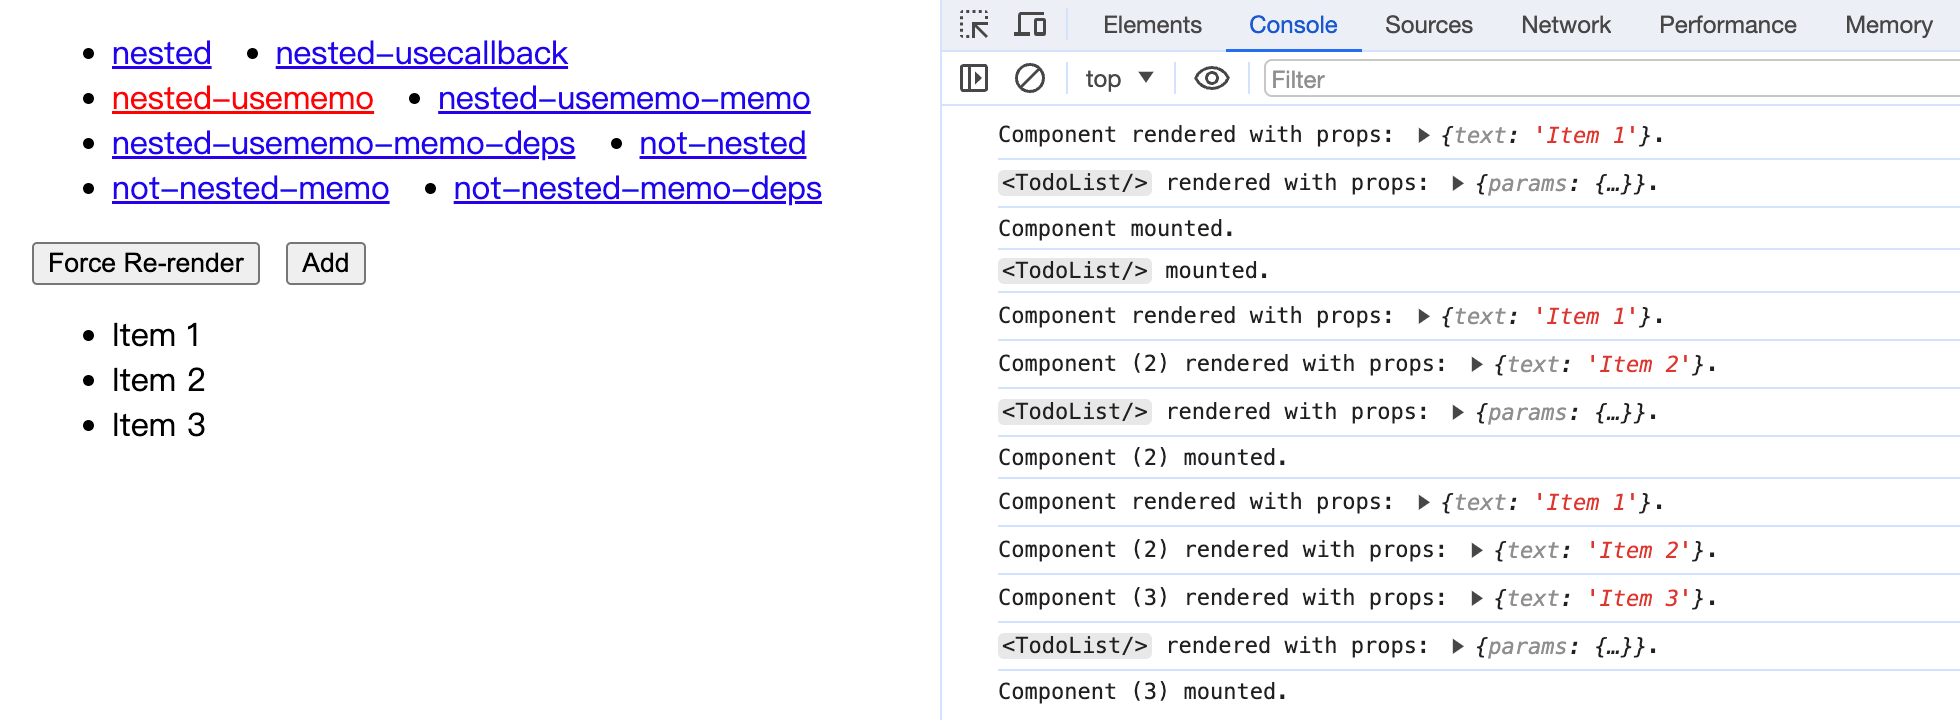 nested nested-usecallback
nested-usememo nested-usememo-memo
nested-usememo-memo-deps not-nested
not-nested-memo not-nested-memo-deps
Force Re-render Add
Item 1
Item 2
Item 3
Elements Console Sources Network Performance Memory
top Filter
Component rendered with props: {text: 'Item 1'}.
<TodoList/> rendered with props: {params: {…}}.
Component mounted.
<TodoList/> mounted.
Component rendered with props: {text: 'Item 1'}.
Component (2) rendered with props: {text: 'Item 2'}.
<TodoList/> rendered with props: {params: {…}}.
Component (2) mounted.
Component rendered with props: {text: 'Item 1'}.
Component (2) rendered with props: {text: 'Item 2'}.
Component (3) rendered with props: {text: 'Item 3'}.
<TodoList/> rendered with props: {params: {…}}.
Component (3) mounted.